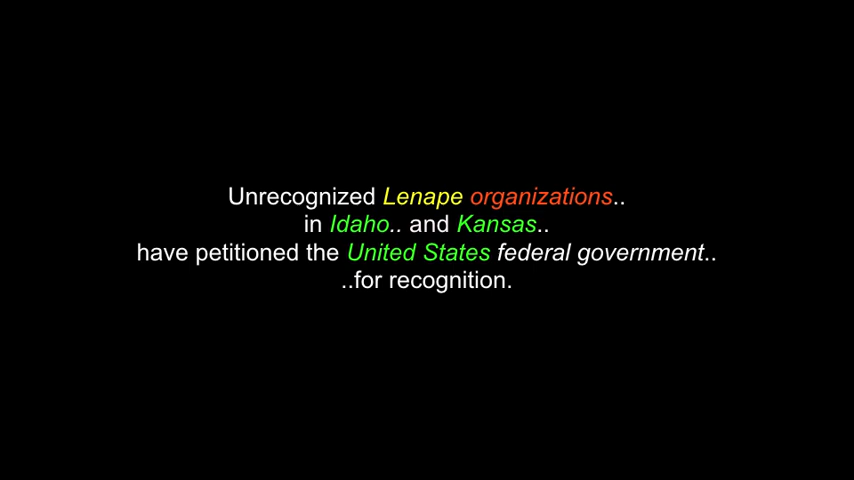 Unrecognized Lenape organizations..
in Idaho.. and Kansas..
have petitioned the United States federal government..
..for recognition.